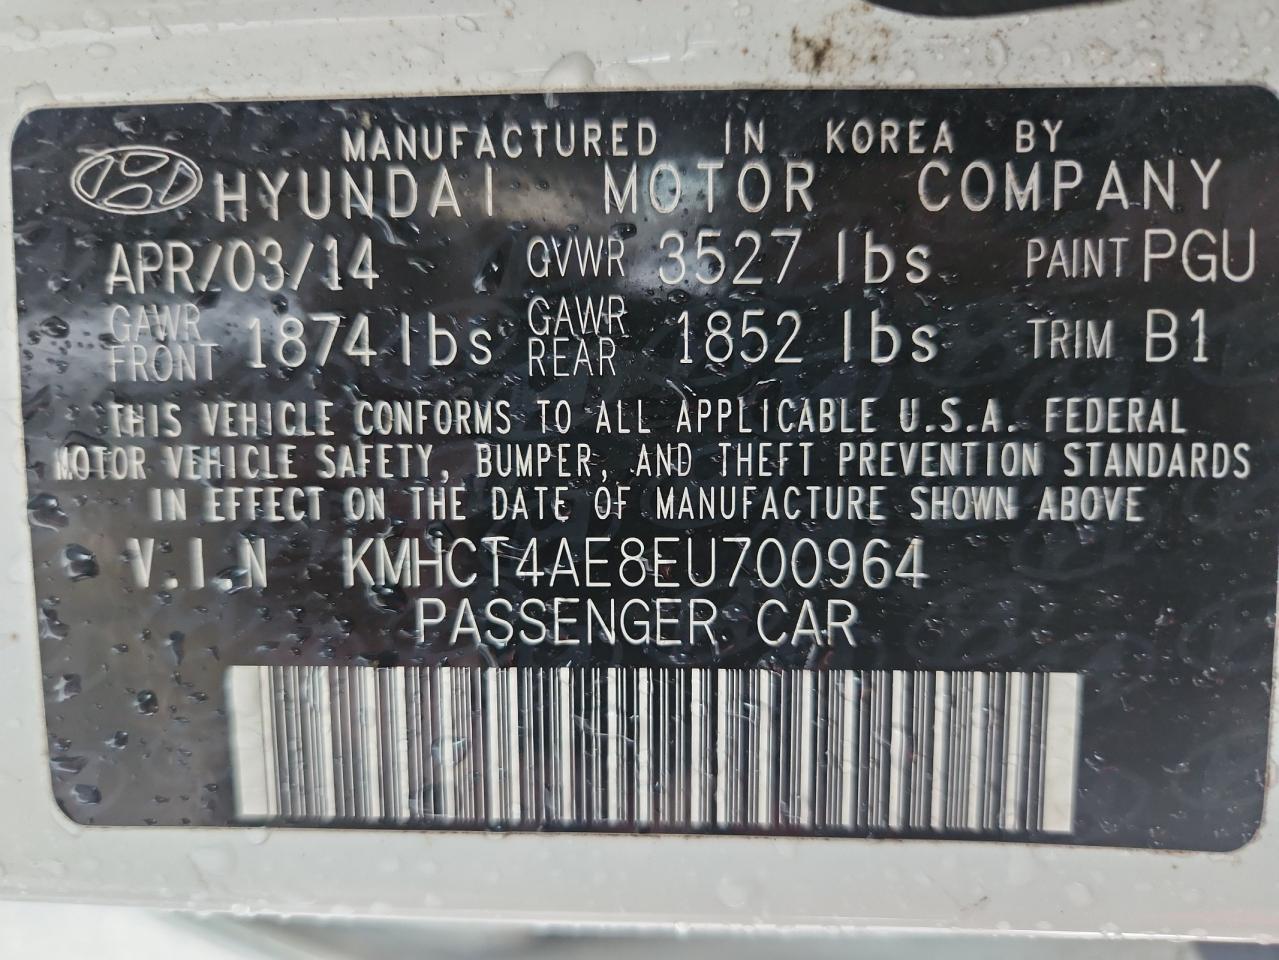 MANUFACTURED IN KOREA BY
HYUNDAI MOTOR COMPANY
APR/03/14 GVWR 3527 lbs PAINT PGU
GAWR FRONT 1874 lbs GAWR REAR 1852 lbs TRIM B1
THIS VEHICLE CONFORMS TO ALL APPLICABLE U.S.A. FEDERAL
MOTOR VEHICLE SAFETY, BUMPER, AND THEFT PREVENTION STANDARDS
IN EFFECT ON THE DATE OF MANUFACTURE SHOWN ABOVE
V.I.N KMHCT4AE8EU700964
PASSENGER CAR